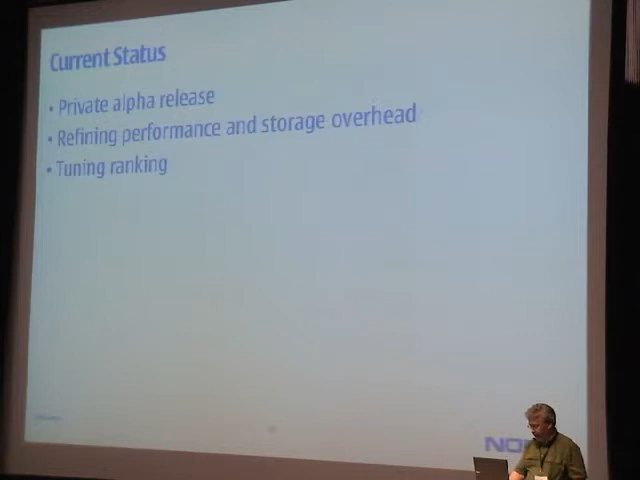 Current Status
• Private alpha release
• Refining performance and storage overhead
• Tuning ranking